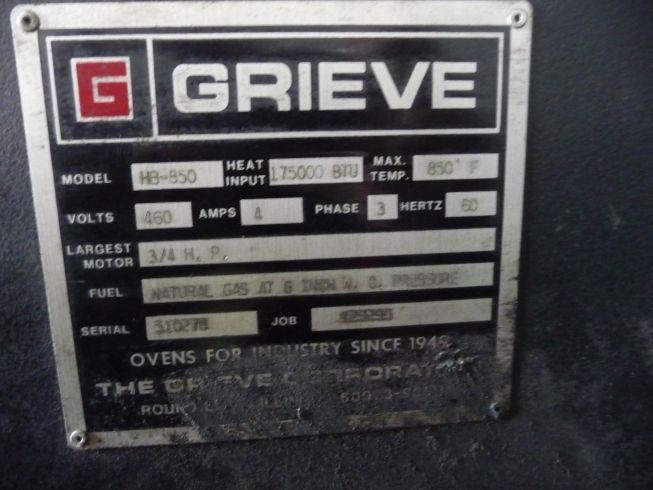 G GRIEVE
MODEL HB-850 HEAT INPUT 175000 BTU MAX. TEMP. 850° F
VOLTS 460 AMPS 4 PHASE 3 HERTZ 60
LARGEST MOTOR 3/4 H. P.
FUEL NATURAL GAS AT 6 INCH W. C. PRESSURE
SERIAL 310278 JOB
OVENS FOR INDUSTRY SINCE
THE GRIEVE
ROUND